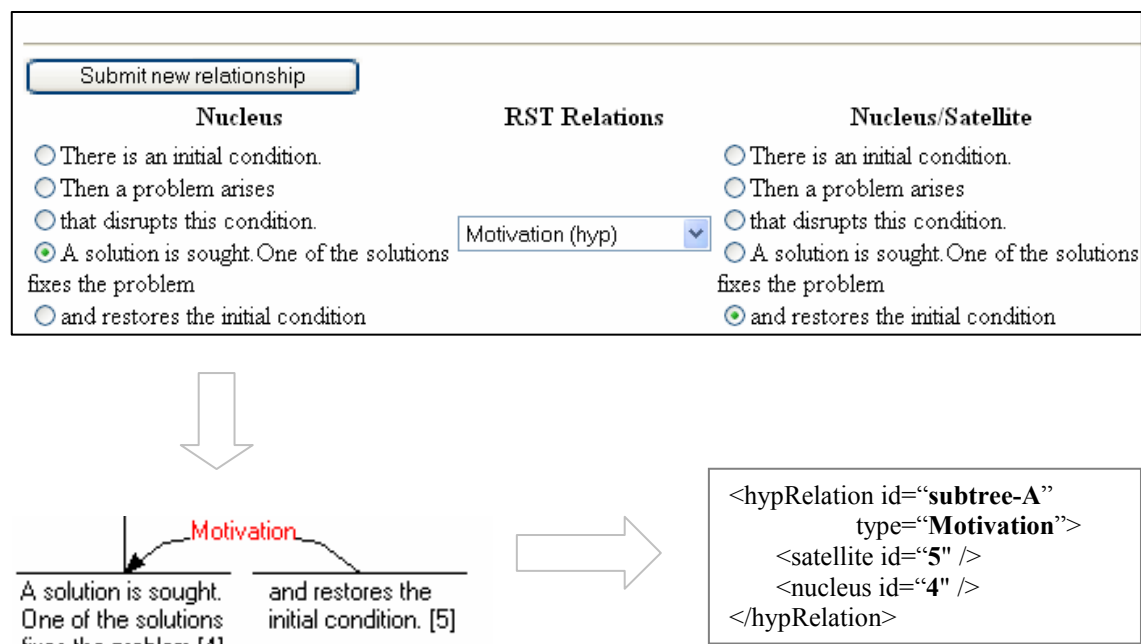 Submit new relationship
Nucleus RST Relations Nucleus/Satellite
There is an initial condition. There is an initial condition.
Then a problem arises Then a problem arises
that disrupts this condition. Motivation (hyp) that disrupts this condition.
A solution is sought.One of the solutions A solution is sought.One of the solutions
fixes the problem fixes the problem
and restores the initial condition and restores the initial condition
Motivation
A solution is sought. and restores the
One of the solutions initial condition. [5]
fixes the problem [4]
<hypRelation id=“subtree-A”
type=“Motivation”>
<satellite id=“5" />
<nucleus id=“4" />
</hypRelation>